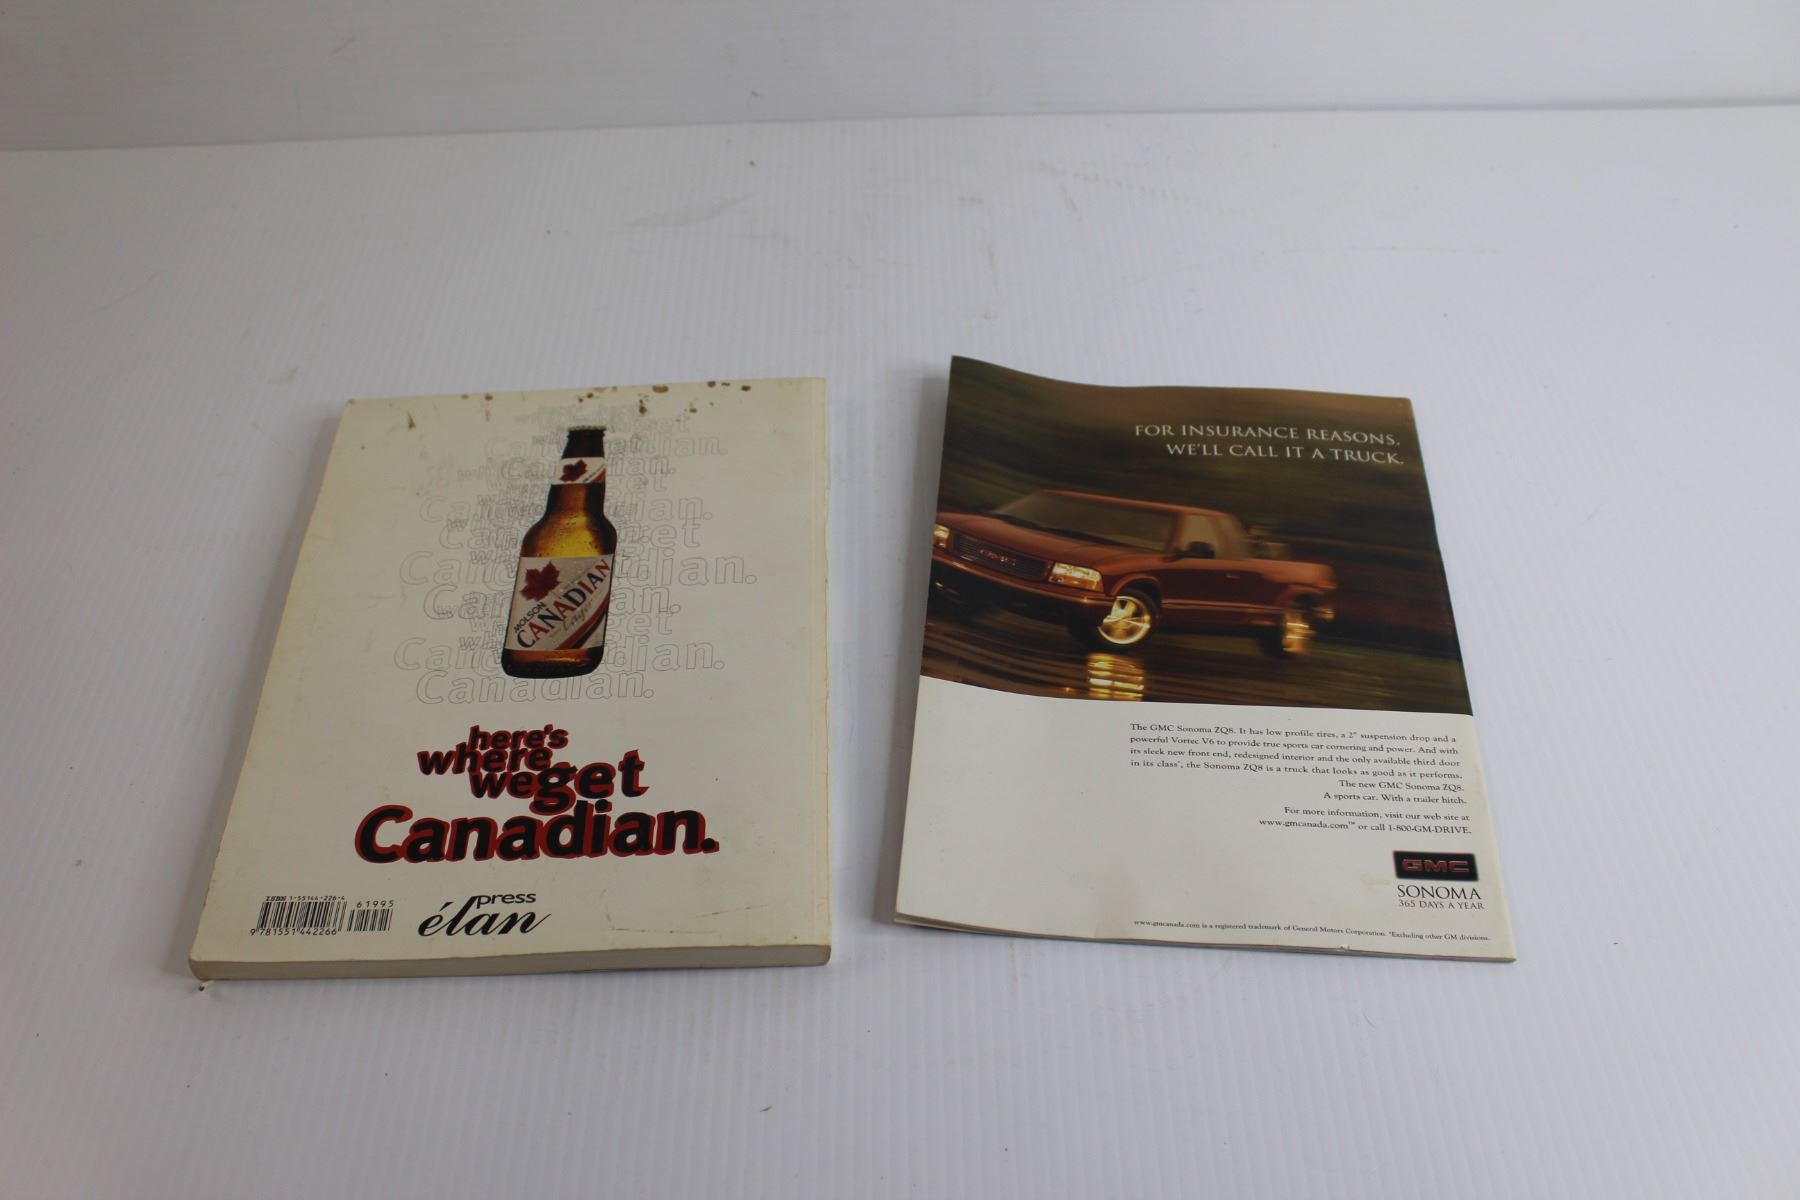 MOLSON
CANADIAN
Lager
here's
where
we get
Canadian.
ISBN 1-55144-226-4
61995
9 781551 442266
press
élan
FOR INSURANCE REASONS,
WE'LL CALL IT A TRUCK.
GMC
The GMC Sonoma ZQ8. It has low profile tires, a 2" suspension drop and a
powerful Vortec V6 to provide true sports car cornering and power. And with
its sleek new front end, redesigned interior and the only available third door
in its class*, the Sonoma ZQ8 is a truck that looks as good as it performs.
The new GMC Sonoma ZQ8.
A sports car. With a trailer hitch.
For more information, visit our web site at
www.gmcanada.com™ or call 1-800-GM-DRIVE.
GMC
SONOMA
365 DAYS A YEAR
www.gmcanada.com is a registered trademark of General Motors Corporation. *Excluding other GM divisions.